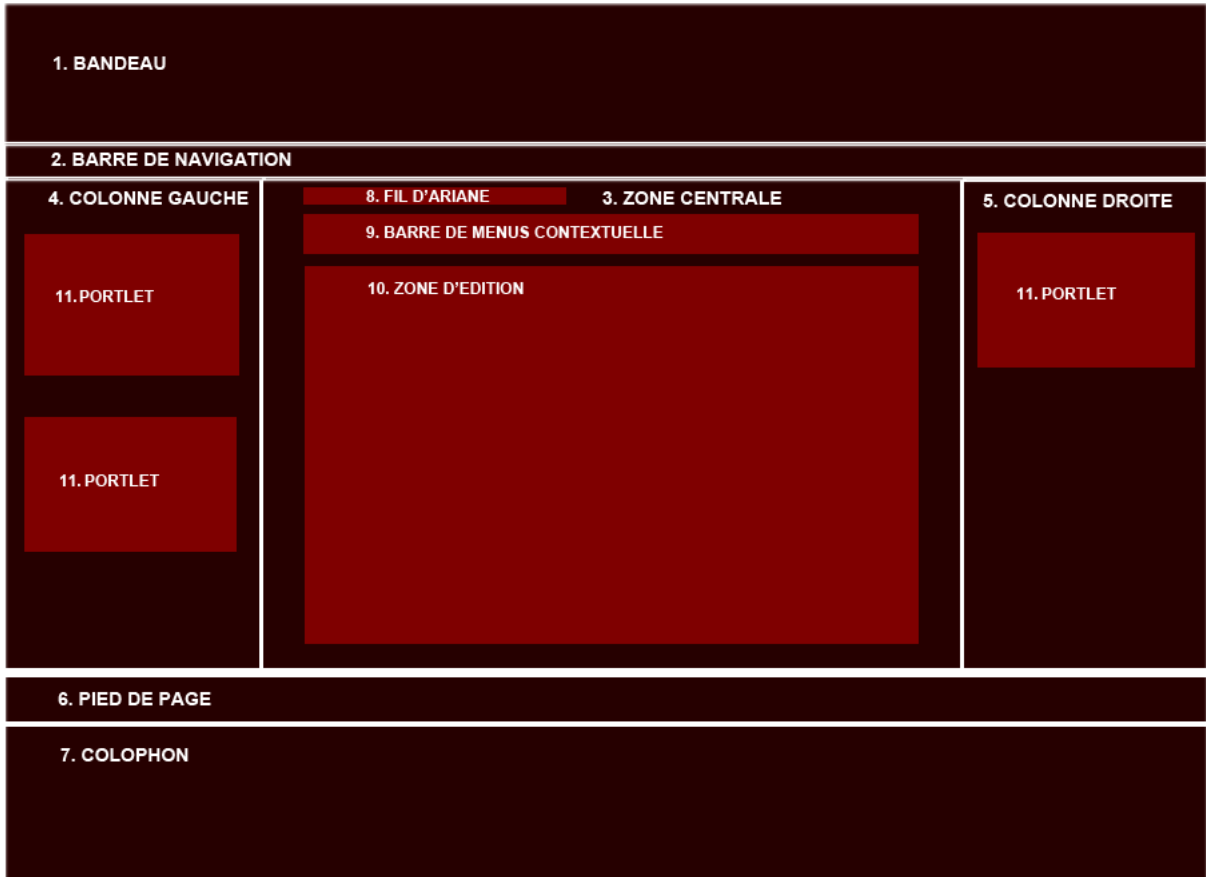 1. BANDEAU
2. BARRE DE NAVIGATION
4. COLONNE GAUCHE
8. FIL D'ARIANE
3. ZONE CENTRALE
5. COLONNE DROITE
9. BARRE DE MENUS CONTEXTUELLE
10. ZONE D'EDITION
11. PORTLET
11. PORTLET
11. PORTLET
6. PIED DE PAGE
7. COLOPHON